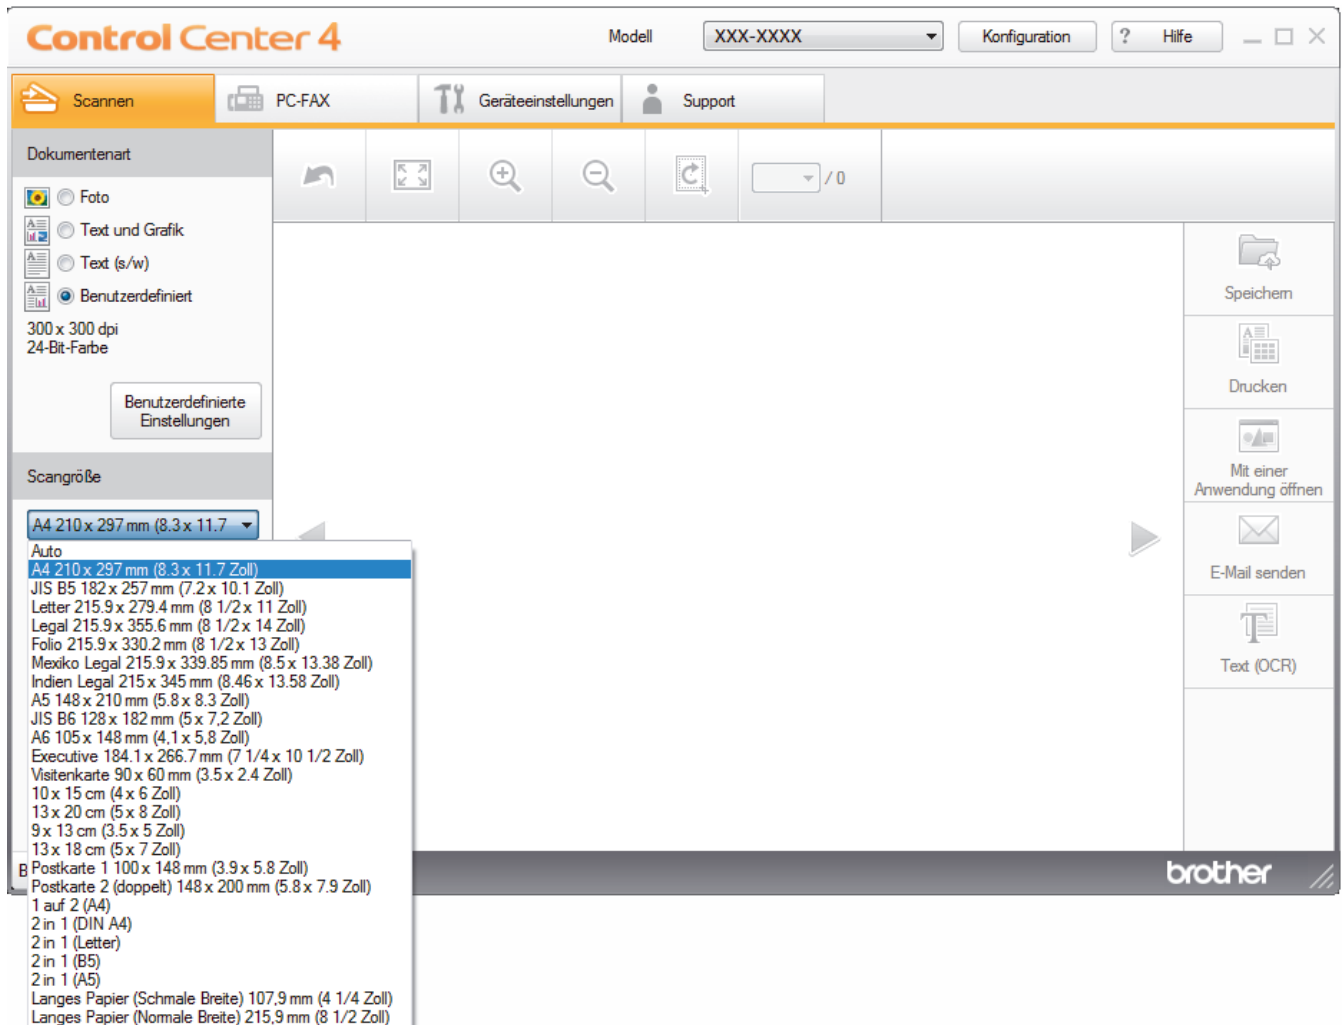 Control Center 4
Modell
XXX-XXXX
Konfiguration
? Hilfe
Scannen
PC-FAX
Geräteeinstellungen
Support
Dokumentenart
/ 0
Foto
Text und Grafik
Text (s/w)
Benutzerdefiniert
300 x 300 dpi
24-Bit-Farbe
Benutzerdefinierte
Einstellungen
Scangröße
A4 210 x 297 mm (8.3 x 11.7
Auto
A4 210 x 297 mm (8.3 x 11.7 Zoll)
JIS B5 182 x 257 mm (7.2 x 10.1 Zoll)
Letter 215.9 x 279.4 mm (8 1/2 x 11 Zoll)
Legal 215.9 x 355.6 mm (8 1/2 x 14 Zoll)
Folio 215.9 x 330.2 mm (8 1/2 x 13 Zoll)
Mexiko Legal 215.9 x 339.85 mm (8.5 x 13.38 Zoll)
Indien Legal 215 x 345 mm (8.46 x 13.58 Zoll)
A5 148 x 210 mm (5.8 x 8.3 Zoll)
JIS B6 128 x 182 mm (5 x 7,2 Zoll)
A6 105 x 148 mm (4,1 x 5,8 Zoll)
Executive 184.1 x 266.7 mm (7 1/4 x 10 1/2 Zoll)
Visitenkarte 90 x 60 mm (3.5 x 2.4 Zoll)
10 x 15 cm (4 x 6 Zoll)
13 x 20 cm (5 x 8 Zoll)
9 x 13 cm (3.5 x 5 Zoll)
13 x 18 cm (5 x 7 Zoll)
Postkarte 1 100 x 148 mm (3.9 x 5.8 Zoll)
Postkarte 2 (doppelt) 148 x 200 mm (5.8 x 7.9 Zoll)
1 auf 2 (A4)
2 in 1 (DIN A4)
2 in 1 (Letter)
2 in 1 (B5)
2 in 1 (A5)
Langes Papier (Schmale Breite) 107,9 mm (4 1/4 Zoll)
Langes Papier (Normale Breite) 215,9 mm (8 1/2 Zoll)
Speichern
Drucken
Mit einer
Anwendung öffnen
E-Mail senden
Text (OCR)
B
brother